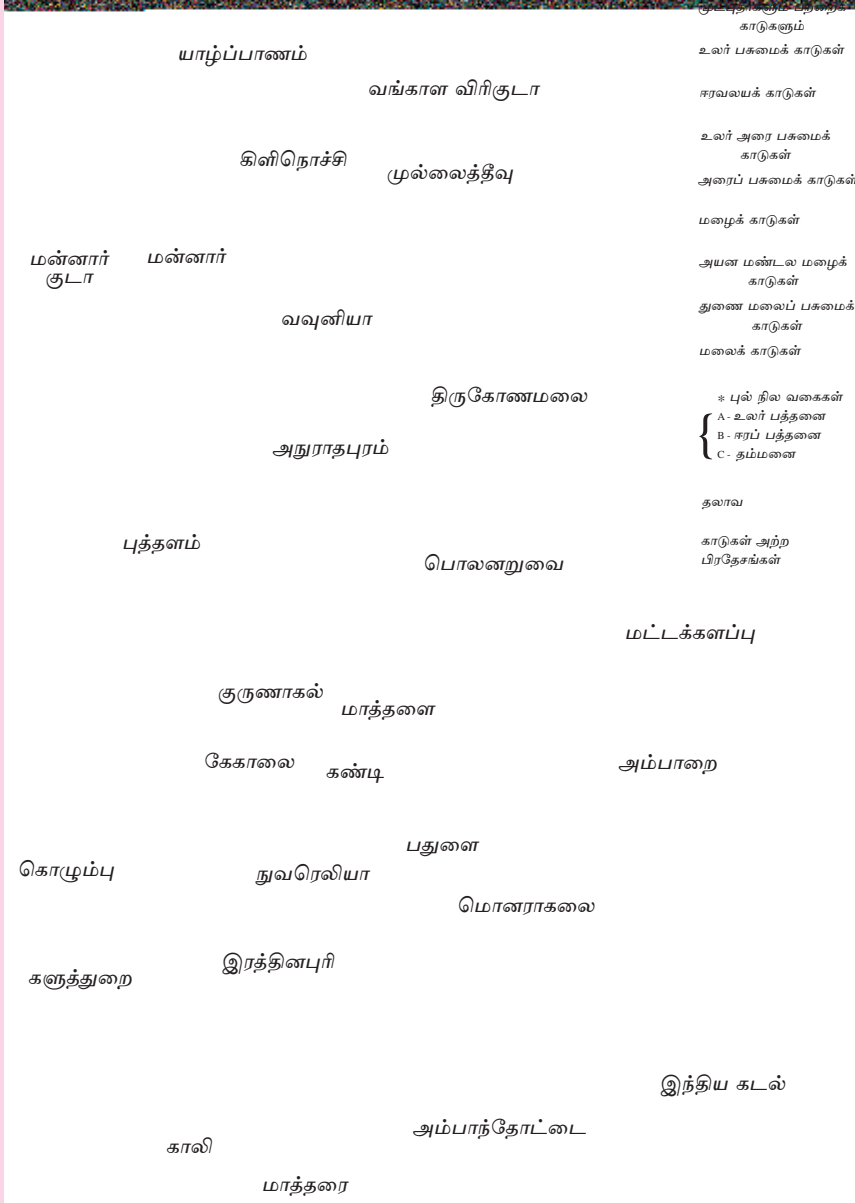 காடுகளும்
யாழ்ப்பாணம்
உலர் பசுமைக் காடுகள்
வங்காள விரிகுடா
ஈரவலயக் காடுகள்
உலர் அரை பசுமைக்
காடுகள்
கிளிநொச்சி
முல்லைத்தீவு
அரைப் பசுமைக் காடுகள்
மழைக் காடுகள்
மன்னார்
குடா
மன்னார்
அயன மண்டல மழைக்
காடுகள்
துணை மலைப் பசுமைக்
காடுகள்
வவுனியா
மலைக் காடுகள்
திருகோணமலை
* புல் நில வகைகள்
A - உலர் பத்தனை
B - ஈரப் பத்தனை
C - தம்மனை
அநுராதபுரம்
தலாவ
புத்தளம்
காடுகள் அற்ற
பிரதேசங்கள்
பொலனறுவை
மட்டக்களப்பு
குருணாகல்
மாத்தளை
கேகாலை
கண்டி
அம்பாறை
பதுளை
கொழும்பு
நுவரெலியா
மொனராகலை
இரத்தினபுரி
களுத்துறை
இந்திய கடல்
அம்பாந்தோட்டை
காலி
மாத்தரை